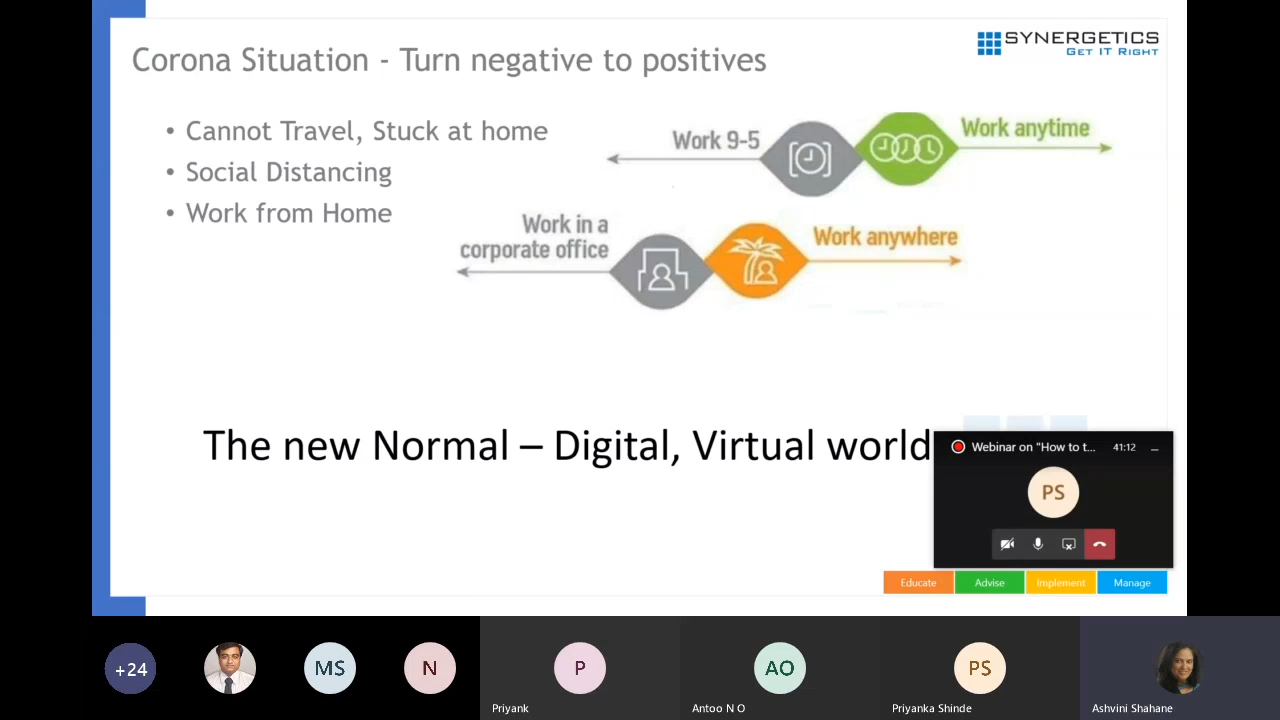 Corona Situation - Turn negative to positives
SYNERGETICS
GET IT RIGHT
• Cannot Travel, Stuck at home
• Social Distancing
• Work from Home
Work 9-5
Work anytime
Work in a
corporate office
Work anywhere
The new Normal – Digital, Virtual world
Webinar on "How to t...
41:12
PS
Educate
Advise
Implement
Manage
+24
MS
N
P
Priyank
AO
Antoo N O
PS
Priyanka Shinde
Ashvini Shahane